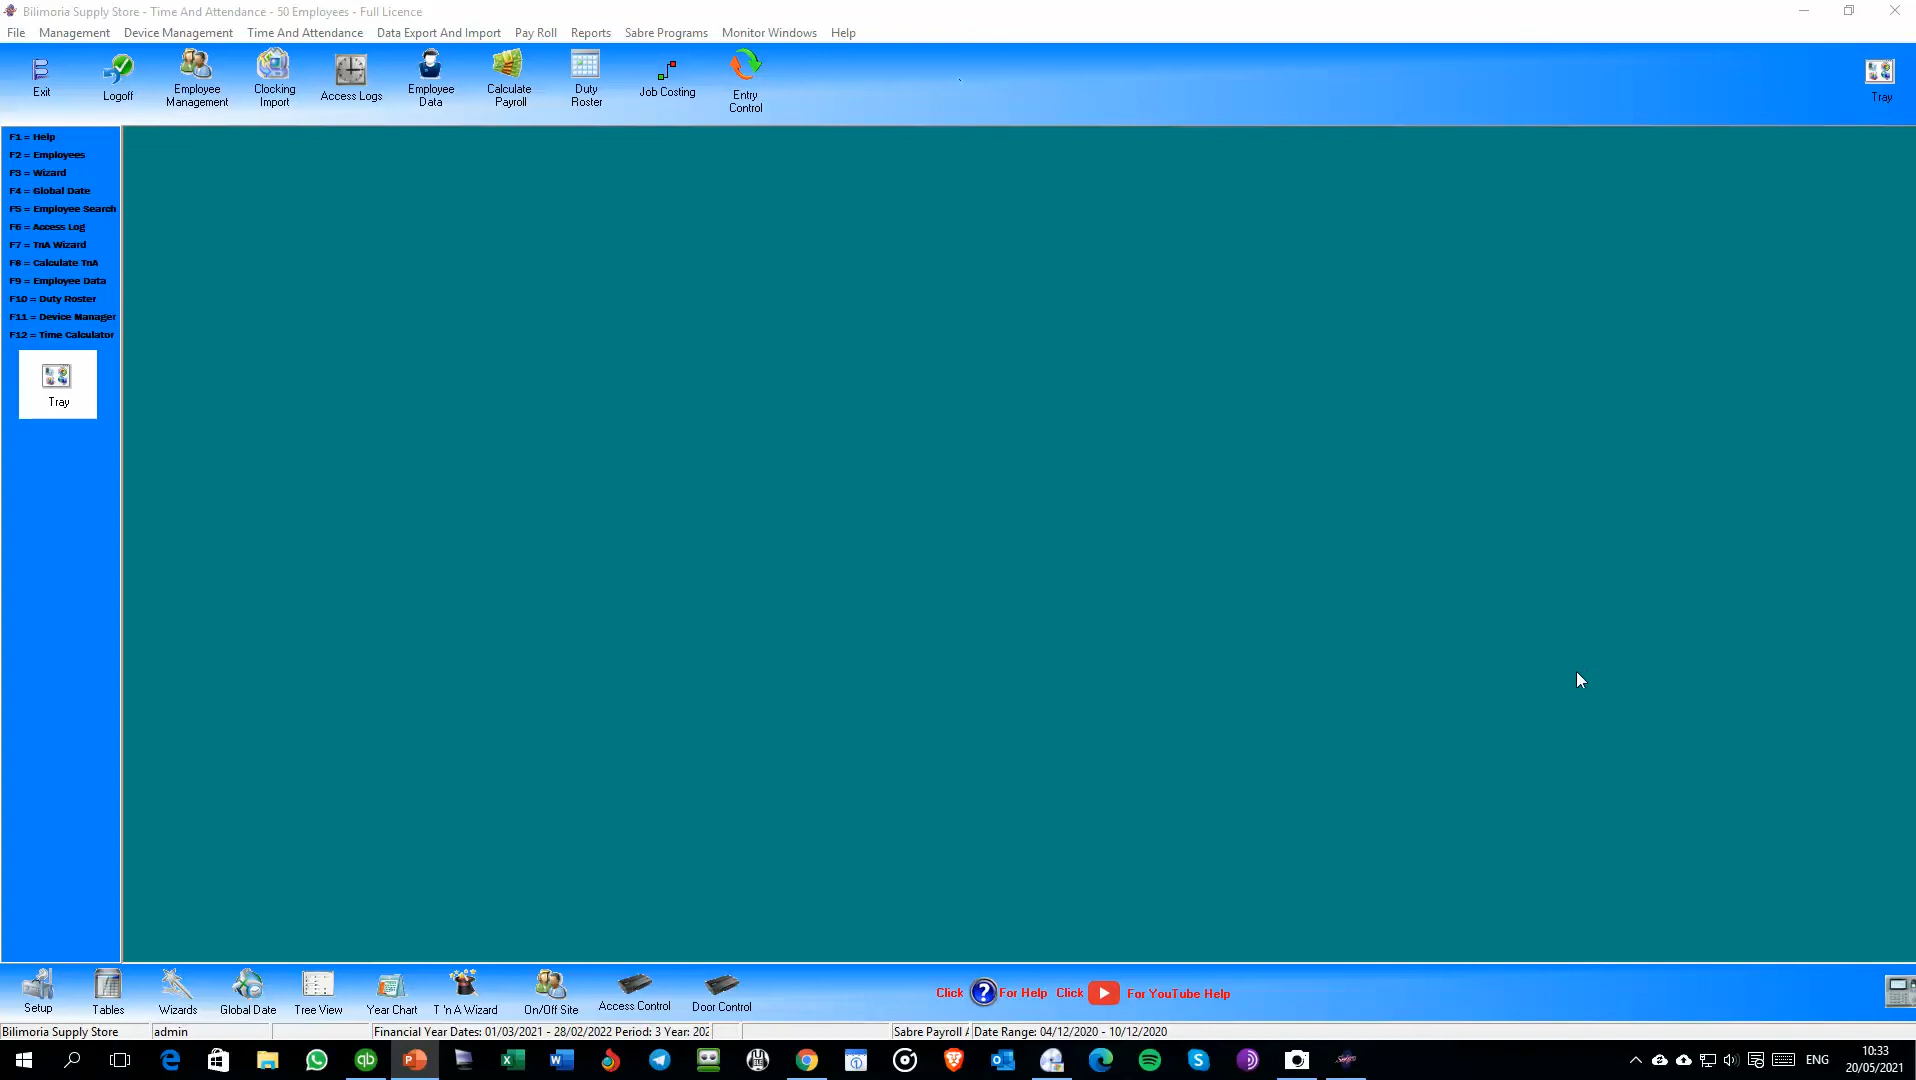 Bilimoria Supply Store - Time And Attendance - 50 Employees - Full Licence
File Management Device Management Time And Attendance Data Export And Import Pay Roll Reports Sabre Programs Monitor Windows Help
Exit
Logoff
Employee
Management
Clocking
Import
Access Logs
Employee
Data
Calculate
Payroll
Duty
Roster
Job Costing
Entry
Control
Tray
F1 = Help
F2 = Employees
F3 = Wizard
F4 = Global Date
F5 = Employee Search
F6 = Access Log
F7 = TnA Wizard
F8 = Calculate TnA
F9 = Employee Data
F10 = Duty Roster
F11 = Device Manager
F12 = Time Calculator
Tray
Setup
Tables
Wizards
Global Date
Tree View
Year Chart
T 'n A Wizard
On/Off Site
Access Control
Door Control
Click ? For Help Click For YouTube Help
Bilimoria Supply Store admin Financial Year Dates: 01/03/2021 - 28/02/2022 Period: 3 Year: 202 Sabre Payroll Date Range: 04/12/2020 - 10/12/2020
ENG
10:33
20/05/2021